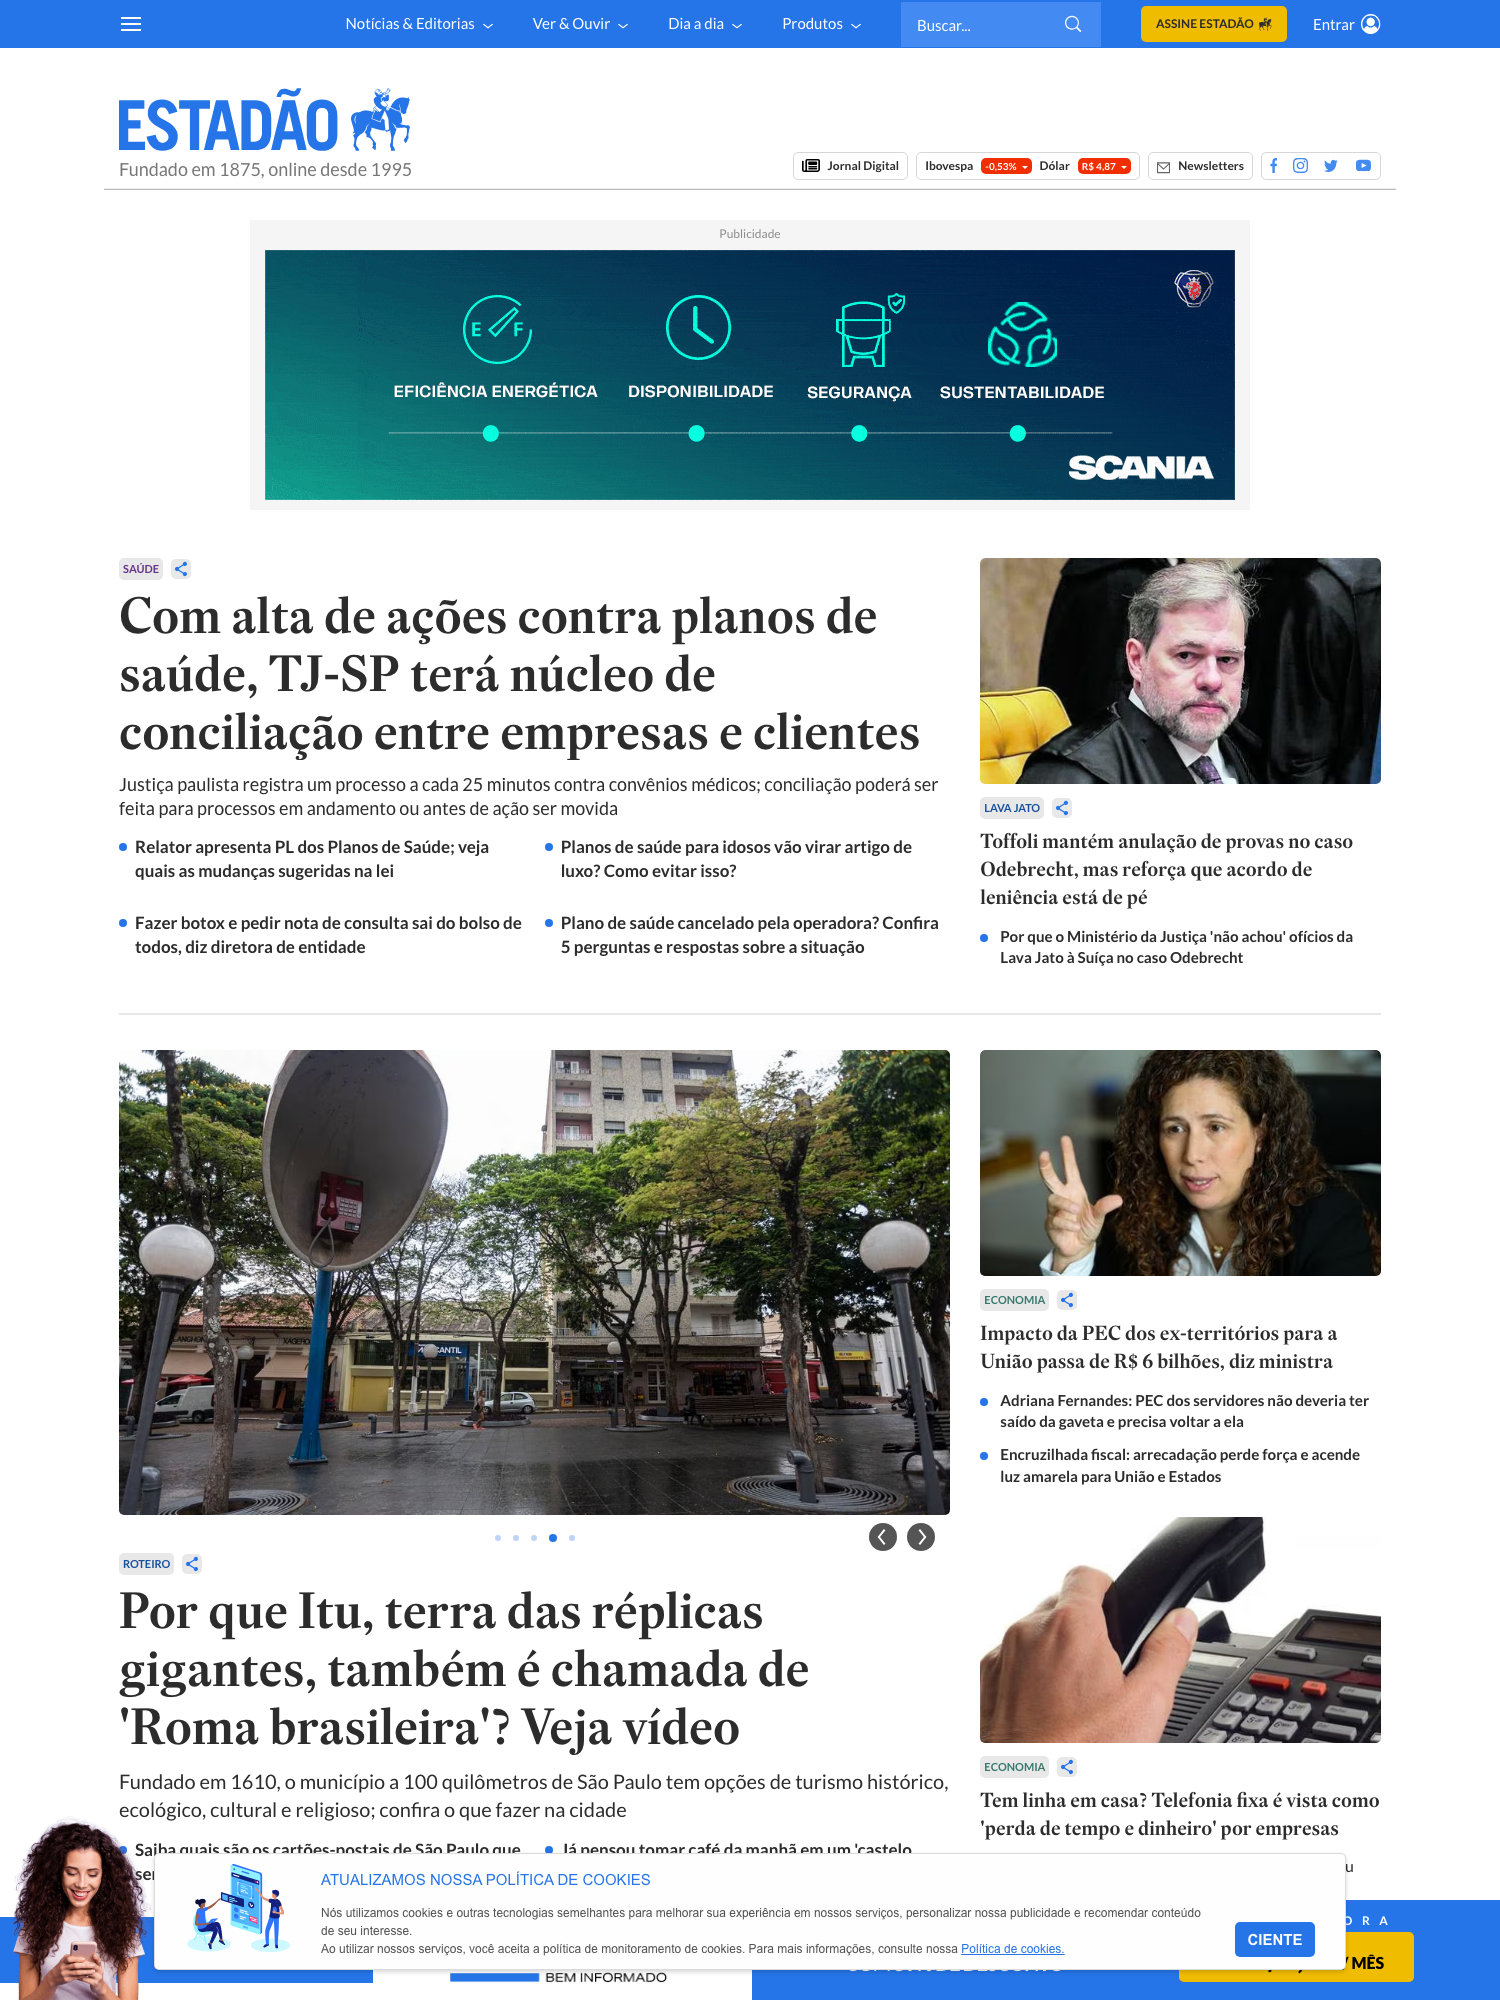 Notícias & Editorias Ver & Ouvir Dia a dia Produtos Buscar... ASSINE ESTADÃO Entrar
ESTADÃO
Fundado em 1875, online desde 1995
Jornal Digital Ibovespa -0,53% Dólar R$ 4,87 Newsletters
Publicidade
E F
EFICIÊNCIA ENERGÉTICA DISPONIBILIDADE SEGURANÇA SUSTENTABILIDADE
SCANIA
SAÚDE
Com alta de ações contra planos de
saúde, TJ-SP terá núcleo de
conciliação entre empresas e clientes
Justiça paulista registra um processo a cada 25 minutos contra convênios médicos; conciliação poderá ser
feita para processos em andamento ou antes de ação ser movida
Relator apresenta PL dos Planos de Saúde; veja
quais as mudanças sugeridas na lei
Planos de saúde para idosos vão virar artigo de
luxo? Como evitar isso?
Fazer botox e pedir nota de consulta sai do bolso de
todos, diz diretora de entidade
Plano de saúde cancelado pela operadora? Confira
5 perguntas e respostas sobre a situação
LAVA JATO
Toffoli mantém anulação de provas no caso
Odebrecht, mas reforça que acordo de
leniência está de pé
Por que o Ministério da Justiça 'não achou' ofícios da
Lava Jato à Suíça no caso Odebrecht
ROTEIRO
Por que Itu, terra das réplicas
gigantes, também é chamada de
'Roma brasileira'? Veja vídeo
Fundado em 1610, o município a 100 quilômetros de São Paulo tem opções de turismo histórico,
ecológico, cultural e religioso; confira o que fazer na cidade
Saiba quais são os cartões-postais de São Paulo que
Já pensou tomar café da manhã em um 'castelo
ECONOMIA
Impacto da PEC dos ex-territórios para a
União passa de R$ 6 bilhões, diz ministra
Adriana Fernandes: PEC dos servidores não deveria ter
saído da gaveta e precisa voltar a ela
Encruzilhada fiscal: arrecadação perde força e acende
luz amarela para União e Estados
ECONOMIA
Tem linha em casa? Telefonia fixa é vista como
'perda de tempo e dinheiro' por empresas
ATUALIZAMOS NOSSA POLÍTICA DE COOKIES
Nós utilizamos cookies e outras tecnologias semelhantes para melhorar sua experiência em nossos serviços, personalizar nossa publicidade e recomendar conteúdo
de seu interesse.
Ao utilizar nossos serviços, você aceita a política de monitoramento de cookies. Para mais informações, consulte nossa Política de cookies.
CIENTE
BEM INFORMADO
MÊS